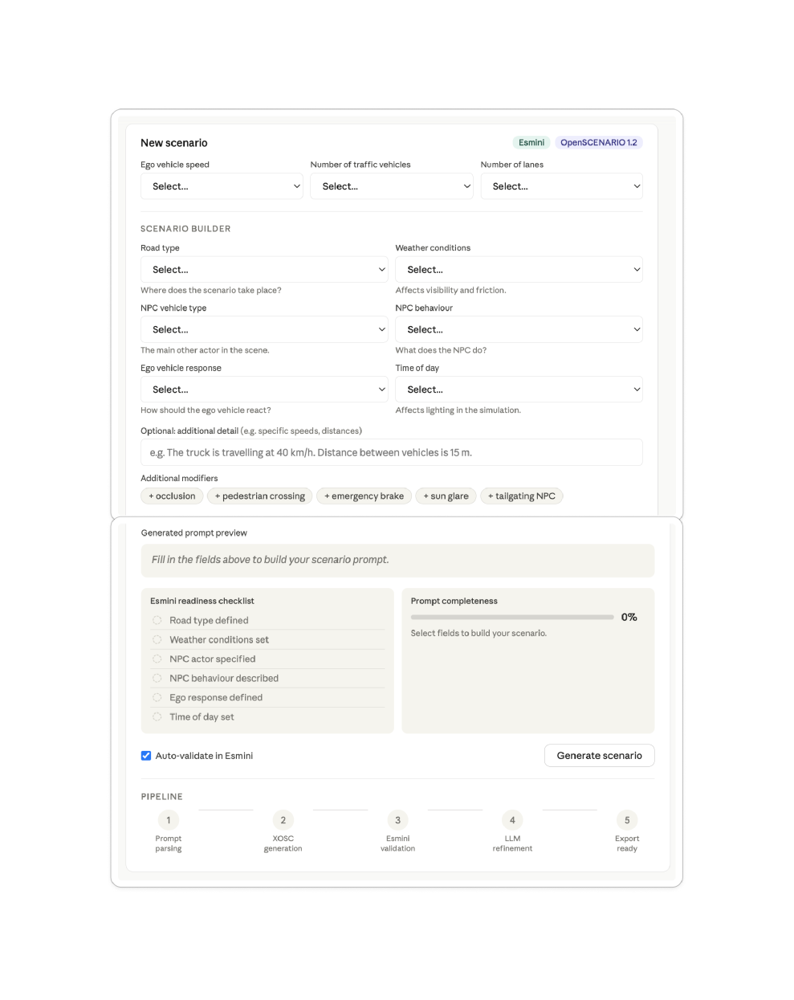 New scenario
Esmini
OpenSCENARIO 1.2
Ego vehicle speed
Number of traffic vehicles
Number of lanes
Select...
Select...
Select...
SCENARIO BUILDER
Road type
Weather conditions
Select...
Select...
Where does the scenario take place?
Affects visibility and friction.
NPC vehicle type
NPC behaviour
Select...
Select...
The main other actor in the scene.
What does the NPC do?
Ego vehicle response
Time of day
Select...
Select...
How should the ego vehicle react?
Affects lighting in the simulation.
Optional: additional detail (e.g. specific speeds, distances)
e.g. The truck is travelling at 40 km/h. Distance between vehicles is 15 m.
Additional modifiers
+ occlusion
+ pedestrian crossing
+ emergency brake
+ sun glare
+ tailgating NPC
Generated prompt preview
Fill in the fields above to build your scenario prompt.
Esmini readiness checklist
Road type defined
Weather conditions set
NPC actor specified
NPC behaviour described
Ego response defined
Time of day set
Prompt completeness
0%
Select fields to build your scenario.
Auto-validate in Esmini
Generate scenario
PIPELINE
1
Prompt
parsing
2
XOSC
generation
3
Esmini
validation
4
LLM
refinement
5
Export
ready